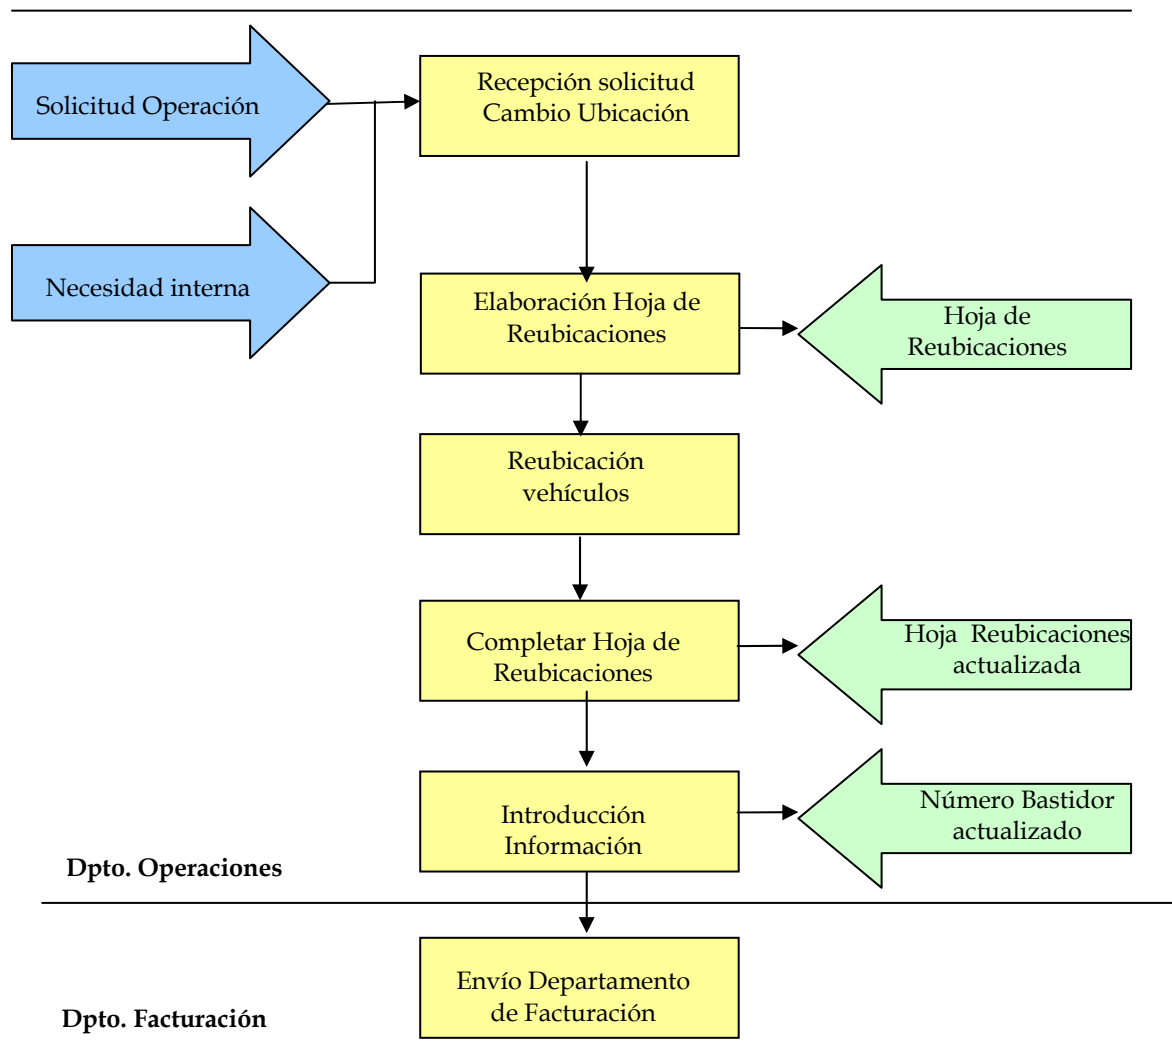 Solicitud Operación
Recepción solicitud
Cambio Ubicación
Necesidad interna
Elaboración Hoja de
Reubicaciones
Hoja de
Reubicaciones
Reubicación
vehículos
Completar Hoja de
Reubicaciones
Hoja Reubicaciones
actualizada
Introducción
Información
Número Bastidor
actualizado
Dpto. Operaciones
Envío Departamento
de Facturación
Dpto. Facturación